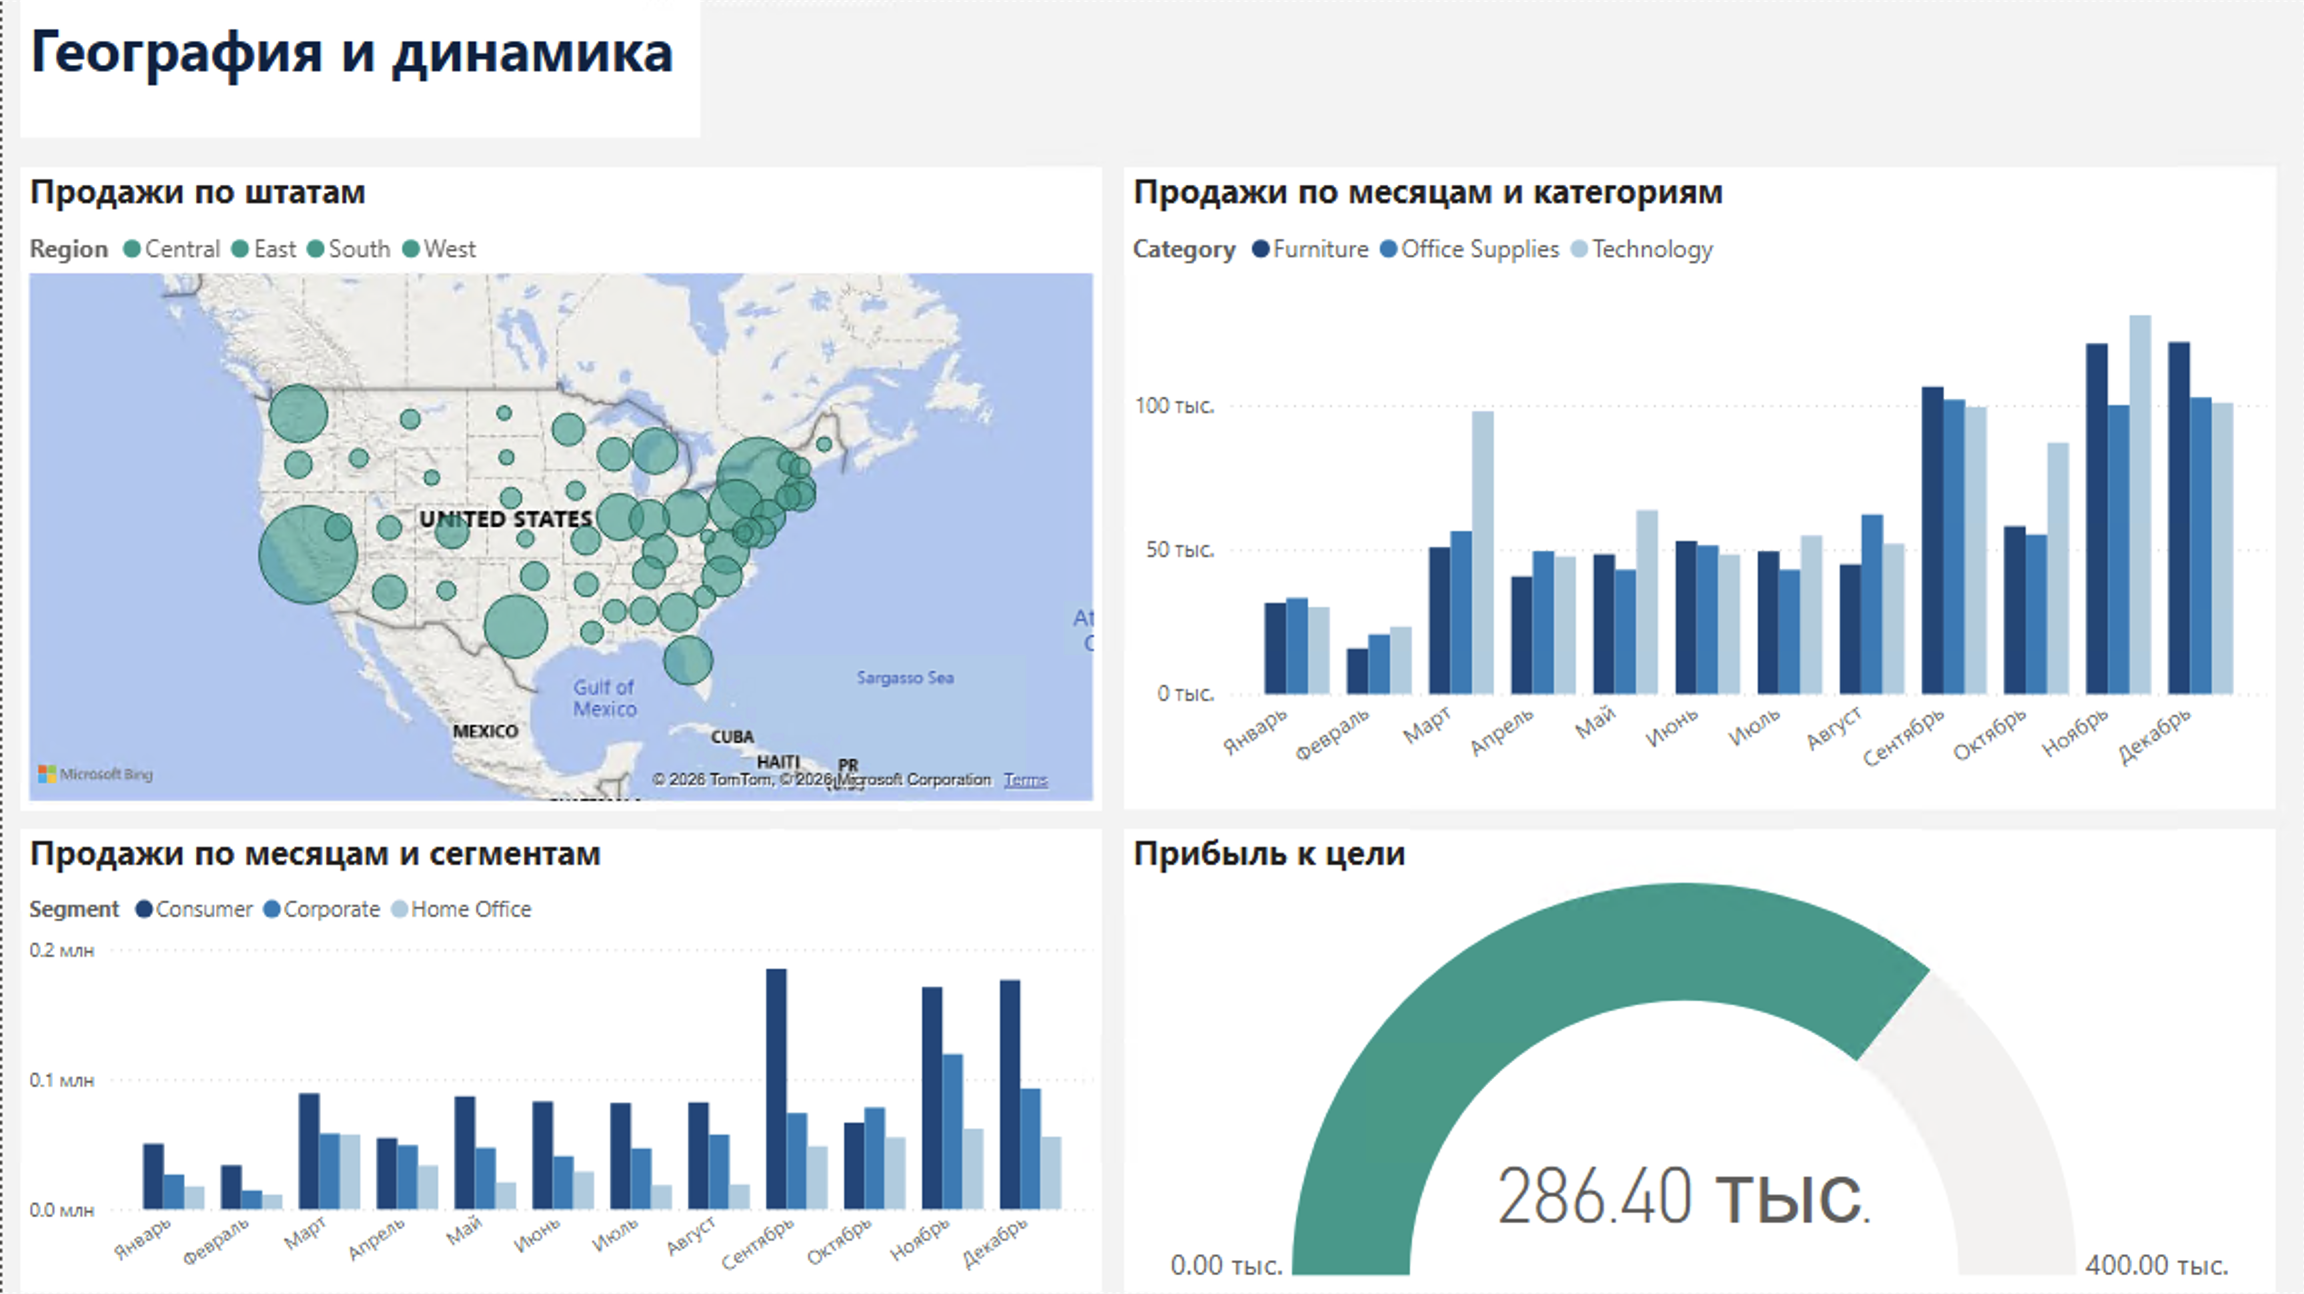 География и динамика
Продажи по штатам
Region Central East South West
UNITED STATES
Gulf of
Mexico
Sargasso Sea
At
MEXICO
CUBA
HAITI
PR
Microsoft Bing
© 2026 TomTom, © 2026 Microsoft Corporation Terms
Продажи по месяцам и категориям
Category Furniture Office Supplies Technology
100 тыс.
50 тыс.
0 тыс.
Январь
Февраль
Март
Апрель
Май
Июнь
Июль
Август
Сентябрь
Октябрь
Ноябрь
Декабрь
Продажи по месяцам и сегментам
Segment Consumer Corporate Home Office
0.2 млн
0.1 млн
0.0 млн
Январь
Февраль
Март
Апрель
Май
Июнь
Июль
Август
Сентябрь
Октябрь
Ноябрь
Декабрь
Прибыль к цели
286.40 тыс.
0.00 тыс.
400.00 тыс.